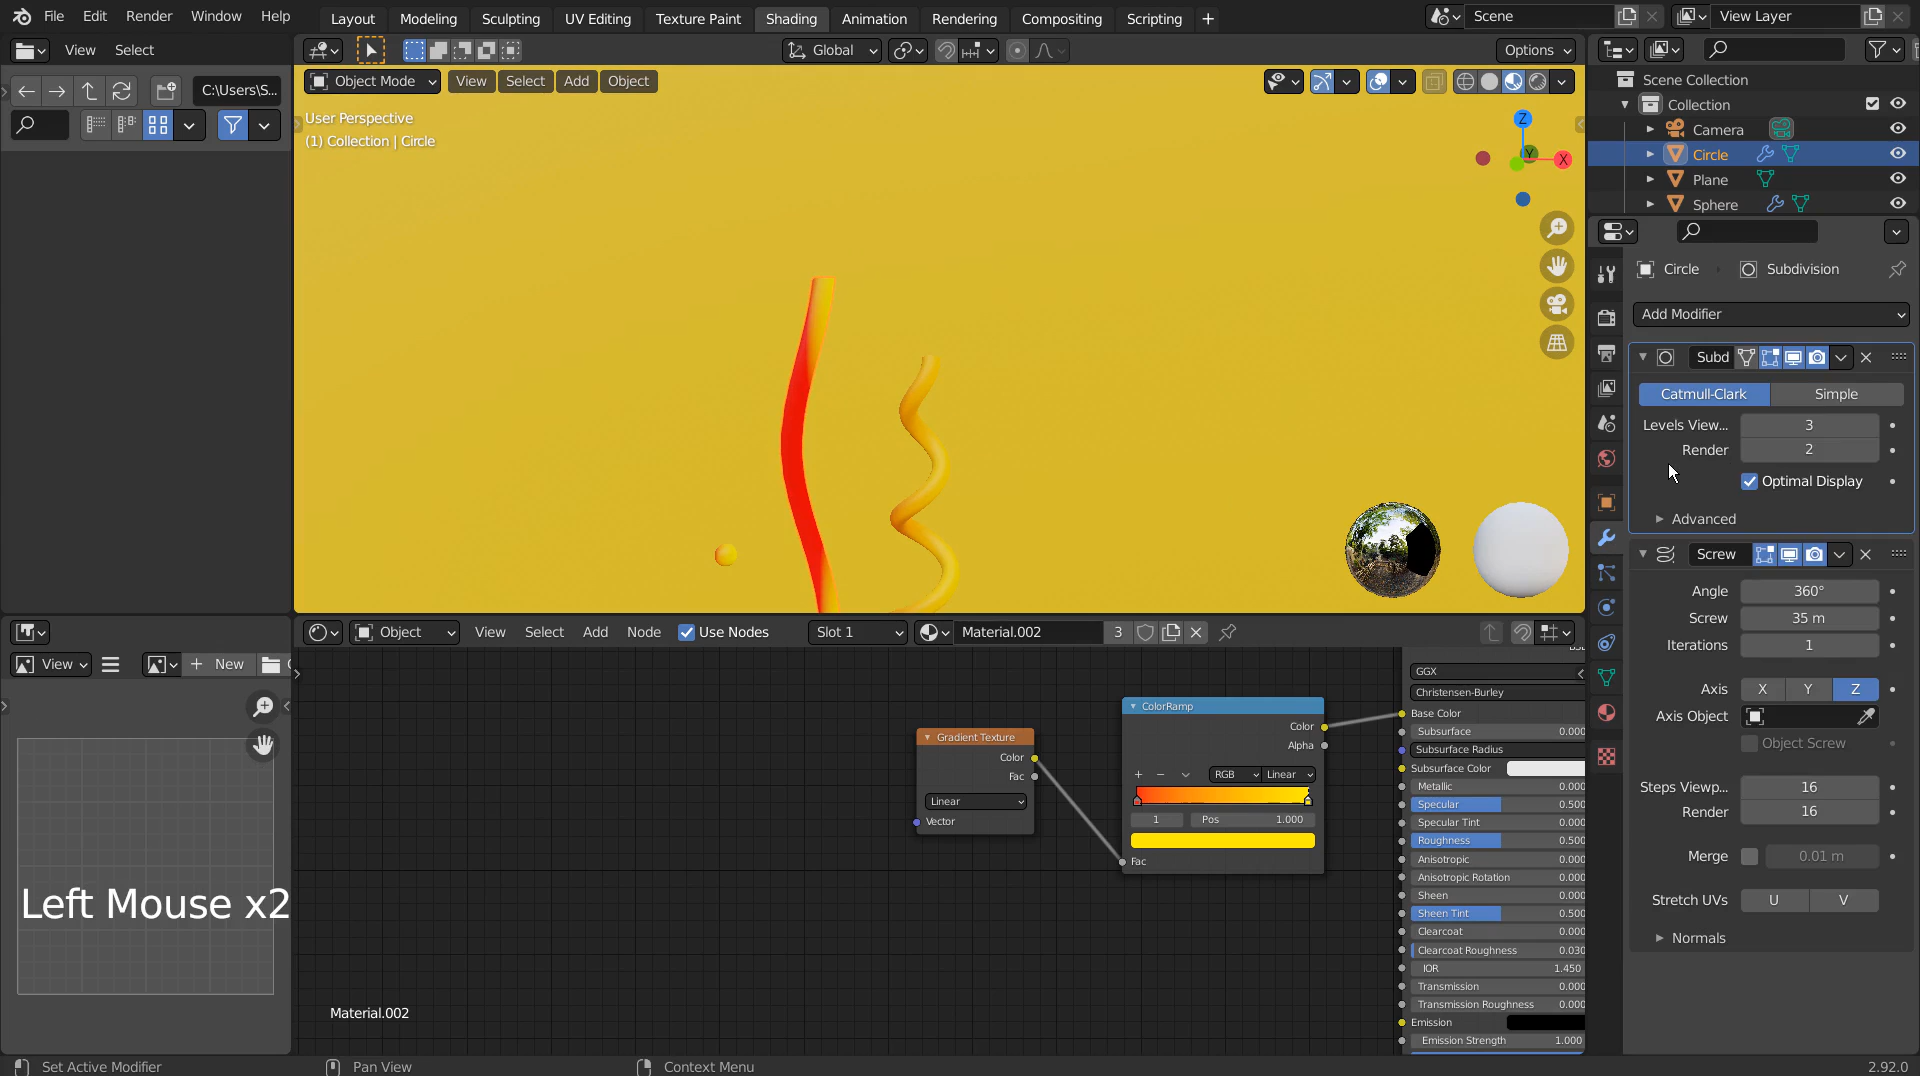 File Edit Render Window Help
Layout Modeling Sculpting UV Editing Texture Paint Shading Animation Rendering Compositing Scripting +
Scene
View Layer
View Select
Global
Options
C:\Users\S...
Object Mode View Select Add Object
User Perspective
(1) Collection | Circle
Z
Y
X
Scene Collection
Collection
Camera
Circle
Plane
Sphere
Circle Subdivision
Add Modifier
Subd
Catmull-Clark Simple
Levels View... 3
Render 2
Optimal Display
Advanced
Screw
Angle 360°
Screw 35 m
Iterations 1
Axis X Y Z
Axis Object
Object Screw
Steps Viewp... 16
Render 16
Merge 0.01 m
Stretch UVs U V
Normals
Object View Select Add Node Use Nodes Slot 1 Material.002 3
View + New
Left Mouse x2
Gradient Texture
Color
Fac
Linear
Vector
ColorRamp
Color
Alpha
+ − RGB Linear
1 Pos 1.000
Fac
GGX
Christensen-Burley
Base Color
Subsurface 0.000
Subsurface Radius
Subsurface Color
Metallic 0.000
Specular 0.500
Specular Tint 0.000
Roughness 0.500
Anisotropic 0.000
Anisotropic Rotation 0.000
Sheen 0.000
Sheen Tint 0.500
Clearcoat 0.000
Clearcoat Roughness 0.030
IOR 1.450
Transmission 0.000
Transmission Roughness 0.000
Emission
Emission Strength 1.000
Material.002
Set Active Modifier Pan View Context Menu 2.92.0